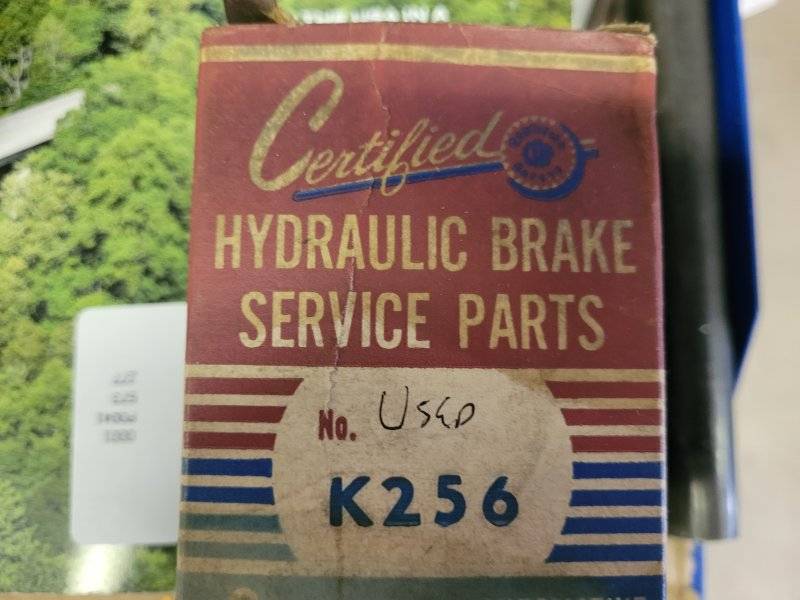 Certified
HYDRAULIC BRAKE
SERVICE PARTS
No. Used
K256